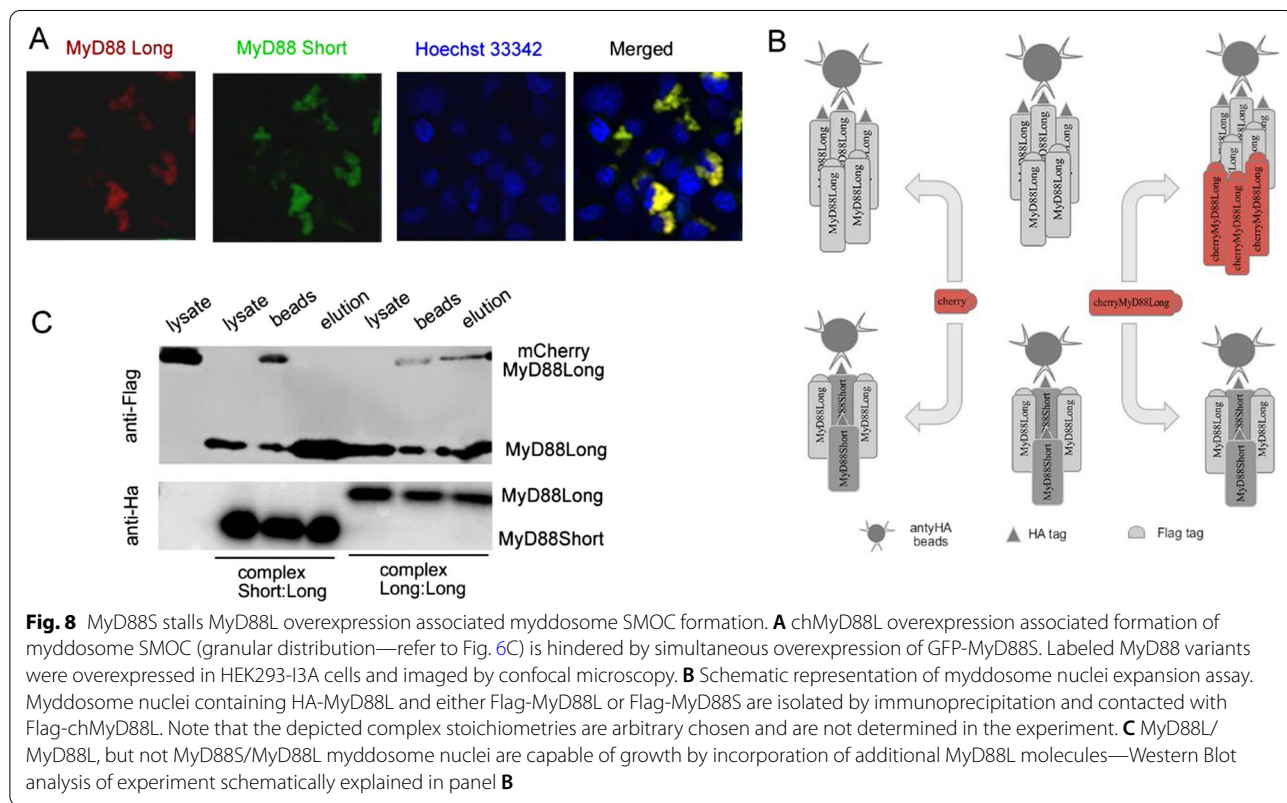 A
MyD88 Long
MyD88 Short
Hoechst 33342
Merged
B
MyD88Long
MyD88Long
MyD88Long
MyD88Long
MyD88Long
MyD88Long
MyD88Long
MyD88Long
MyD88Long
MyD88Long
cherryMyD88Long
cherryMyD88Long
cherryMyD88Long
cherry
cherryMyD88Long
MyD88Long
MyD88Short
MyD88Long
MyD88Short
MyD88Long
MyD88Short
MyD88Long
MyD88Short
MyD88Long
MyD88Short
MyD88Long
MyD88Short
antyHA
beads
HA tag
Flag tag
C
lysate
lysate
beads
elution
lysate
beads
elution
anti-Flag
mCherry
MyD88Long
MyD88Long
anti-Ha
MyD88Long
MyD88Short
complex
Short:Long
complex
Long:Long
Fig. 8 MyD88S stalls MyD88L overexpression associated myddosome SMOC formation. A chMyD88L overexpression associated formation of
myddosome SMOC (granular distribution—refer to Fig. 6C) is hindered by simultaneous overexpression of GFP-MyD88S. Labeled MyD88 variants
were overexpressed in HEK293-I3A cells and imaged by confocal microscopy. B Schematic representation of myddosome nuclei expansion assay.
Myddosome nuclei containing HA-MyD88L and either Flag-MyD88L or Flag-MyD88S are isolated by immunoprecipitation and contacted with
Flag-chMyD88L. Note that the depicted complex stoichiometries are arbitrary chosen and are not determined in the experiment. C MyD88L/
MyD88L, but not MyD88S/MyD88L myddosome nuclei are capable of growth by incorporation of additional MyD88L molecules—Western Blot
analysis of experiment schematically explained in panel B